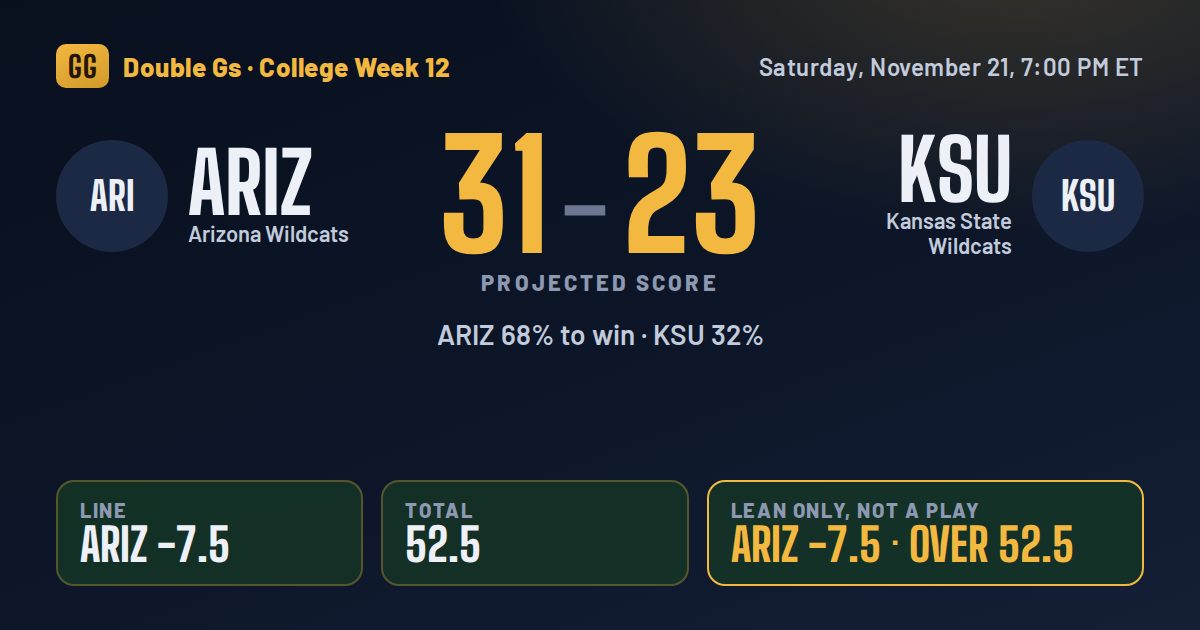 GG Double Gs · College Week 12
Saturday, November 21, 7:00 PM ET
ARI
ARIZ
Arizona Wildcats
31 – 23
PROJECTED SCORE
ARIZ 68% to win · KSU 32%
KSU
Kansas State
Wildcats
KSU
LINE
ARIZ −7.5
TOTAL
52.5
LEAN ONLY, NOT A PLAY
ARIZ −7.5 · OVER 52.5